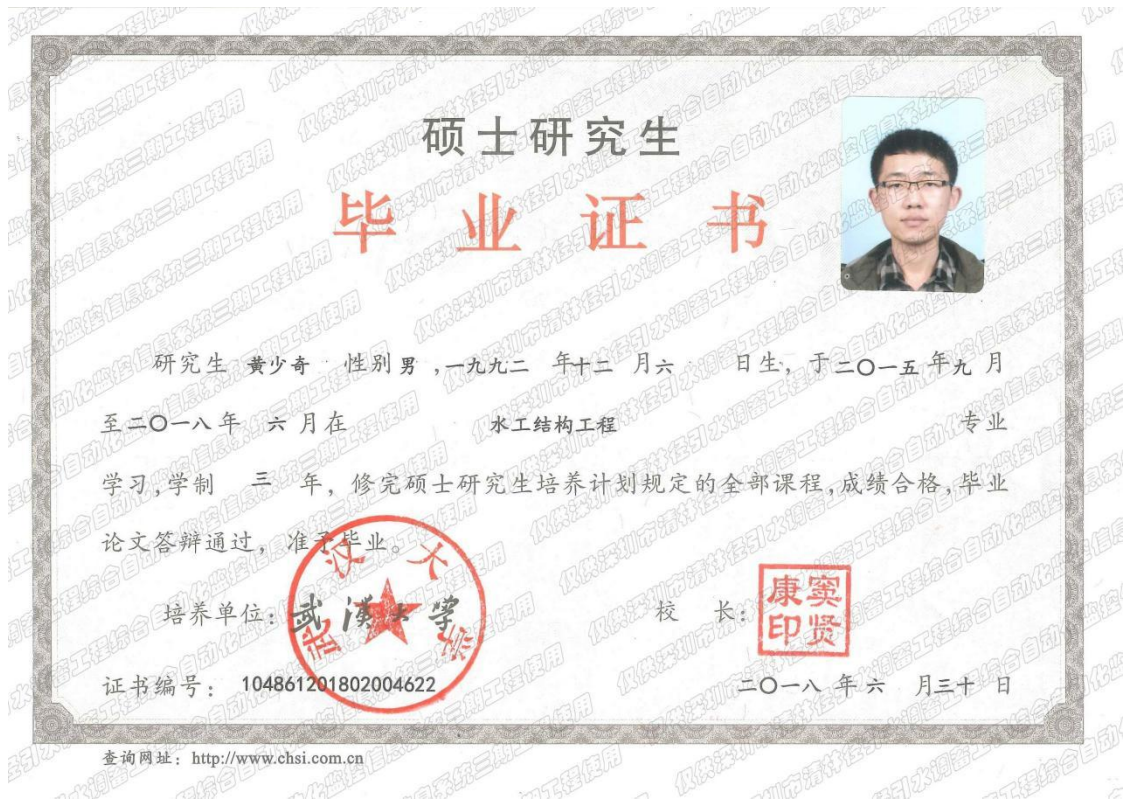 硕士研究生
毕业证书
研究生 黄少奇 性别 男 ,一九九二 年十二 月六 日生, 于二〇一五年九 月
至二〇一八年 六 月在 水工结构工程 专业
学习,学制 三 年, 修完硕士研究生培养计划规定的全部课程,成绩合格,毕业
论文答辩通过, 准予毕业。
培养单位: 武漢大学
武汉大学
校 长:
窦贤康印
证书编号: 104861201802004622
二〇一八 年六 月三十 日
查询网址: http://www.chsi.com.cn
仅供深圳市清林径引水调蓄工程综合自动化监控信息系统三期工程使用